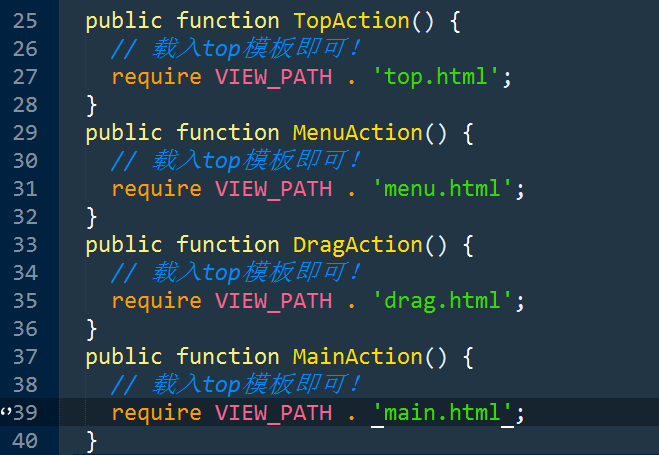 25 public function TopAction() {
26 // 载入top模板即可!
27 require VIEW_PATH . 'top.html';
28 }
29 public function MenuAction() {
30 // 载入top模板即可!
31 require VIEW_PATH . 'menu.html';
32 }
33 public function DragAction() {
34 // 载入top模板即可!
35 require VIEW_PATH . 'drag.html';
36 }
37 public function MainAction() {
38 // 载入top模板即可!
39 require VIEW_PATH . 'main.html';
40 }